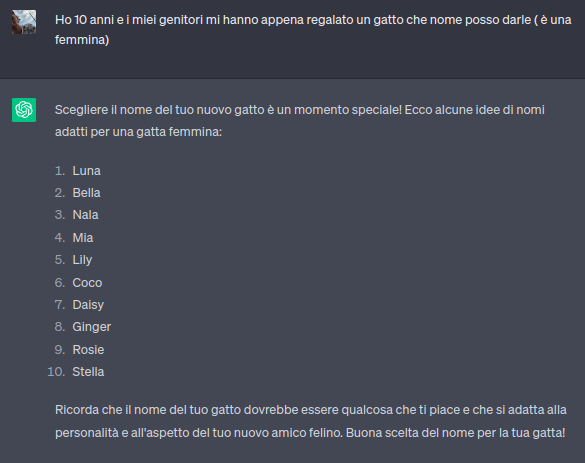 Ho 10 anni e i miei genitori mi hanno appena regalato un gatto che nome posso darle ( è una
femmina)
Scegliere il nome del tuo nuovo gatto è un momento speciale! Ecco alcune idee di nomi
adatti per una gatta femmina:
1. Luna
2. Bella
3. Nala
4. Mia
5. Lily
6. Coco
7. Daisy
8. Ginger
9. Rosie
10. Stella
Ricorda che il nome del tuo gatto dovrebbe essere qualcosa che ti piace e che si adatta alla
personalità e all'aspetto del tuo nuovo amico felino. Buona scelta del nome per la tua gatta!